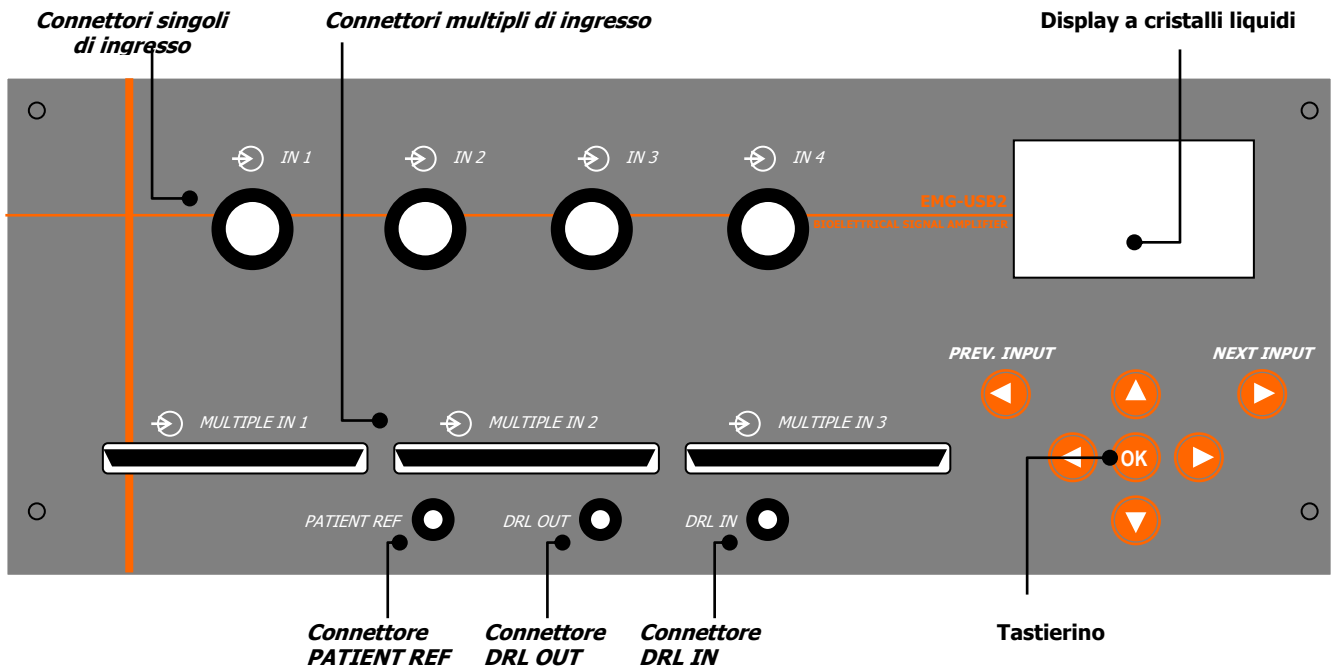 Connettori singoli
di ingresso
Connettori multipli di ingresso
Display a cristalli liquidi
IN 1
IN 2
IN 3
IN 4
EMG-USB2
BIOELETTRICAL SIGNAL AMPLIFIER
PREV. INPUT
NEXT INPUT
MULTIPLE IN 1
MULTIPLE IN 2
MULTIPLE IN 3
OK
PATIENT REF
DRL OUT
DRL IN
Connettore
PATIENT REF
Connettore
DRL OUT
Connettore
DRL IN
Tastierino